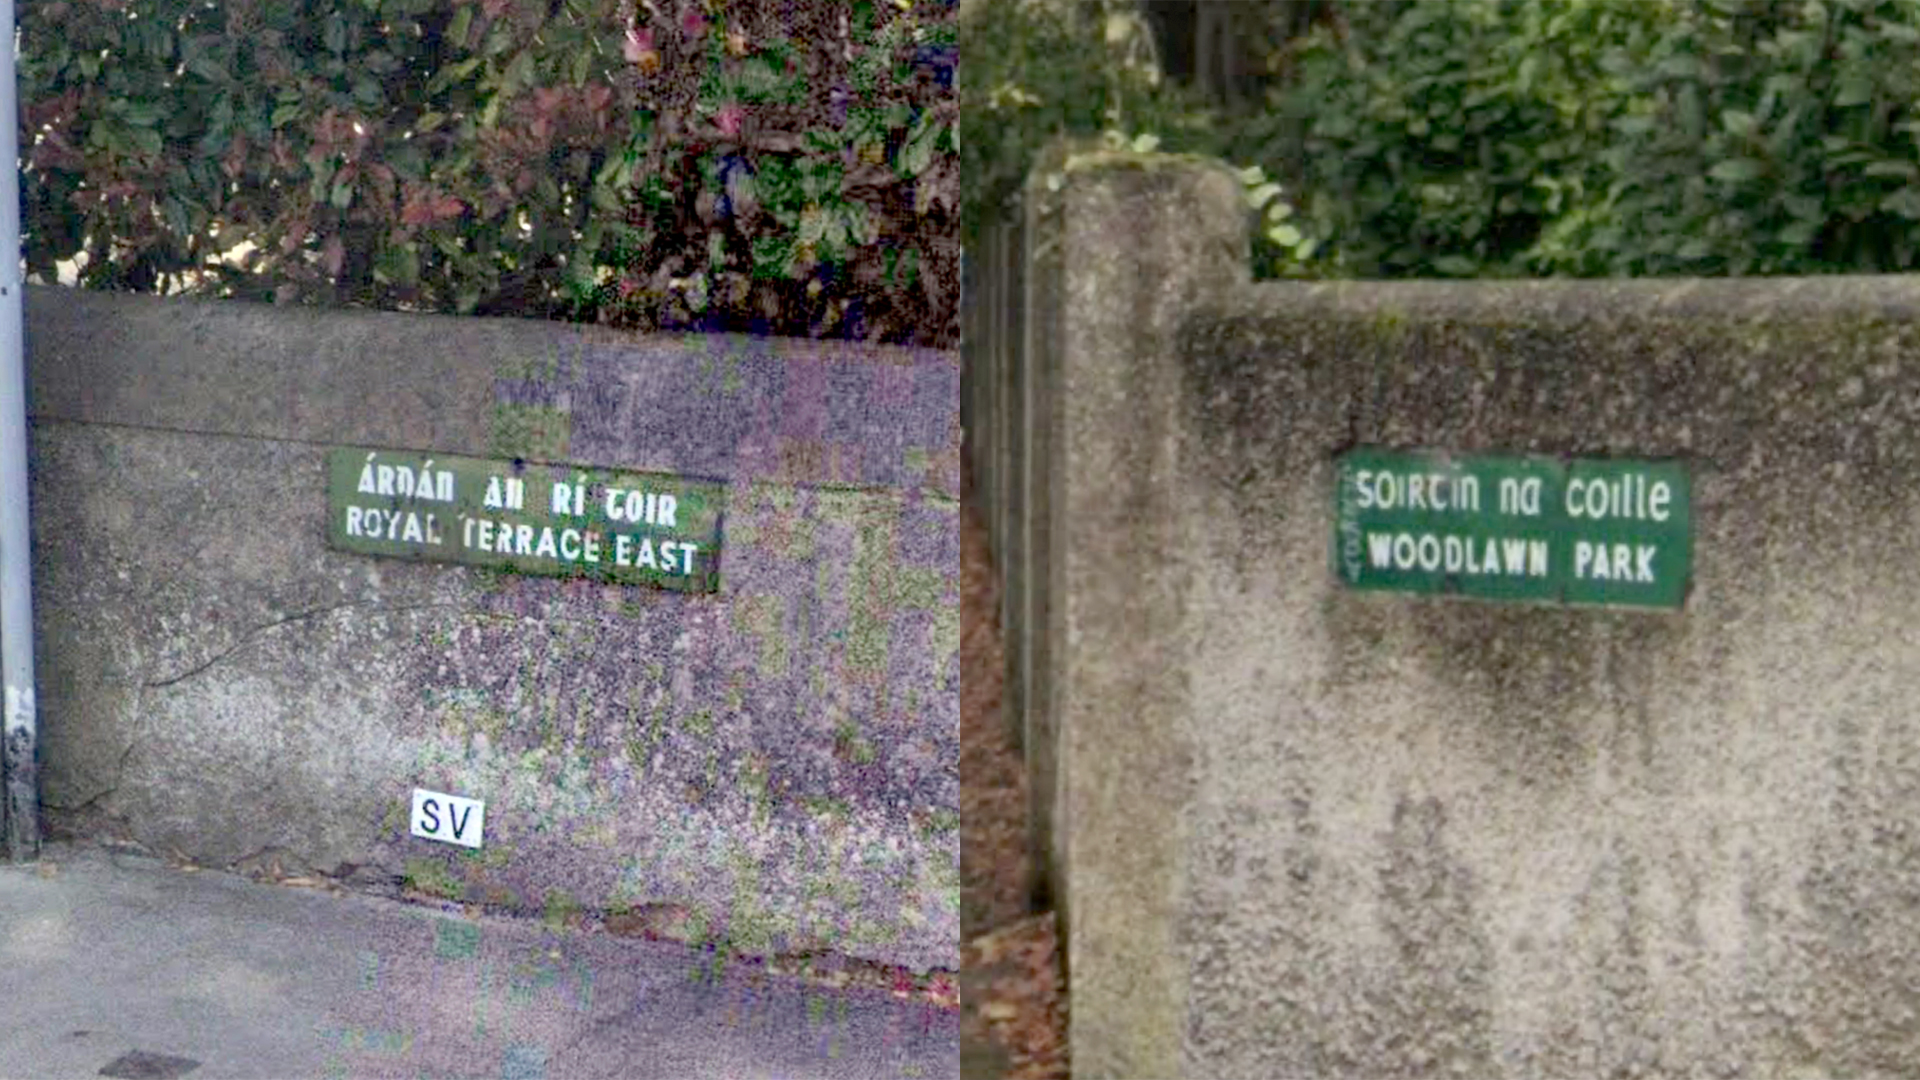 ÁRDÁN AN RÍ TOIR
ROYAL TERRACE EAST
SV
SOIRTÍN na COILLE
WOODLAWN PARK